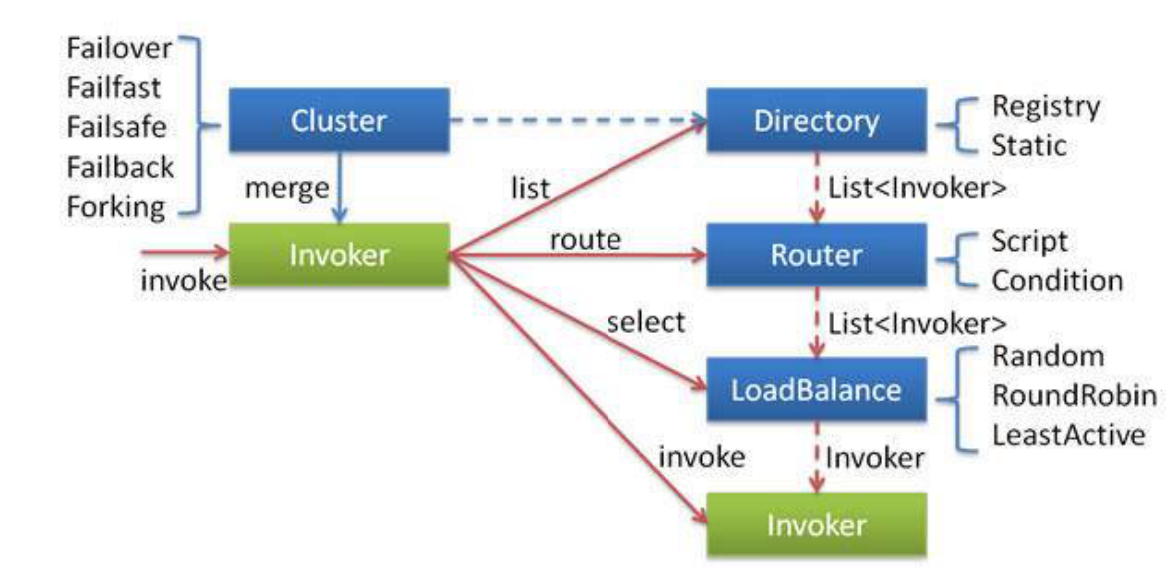 Failover
Failfast
Failsafe
Failback
Forking
Cluster
merge
invoke
Invoker
list
route
select
invoke
Directory
Registry
Static
List<Invoker>
Router
Script
Condition
List<Invoker>
LoadBalance
Random
RoundRobin
LeastActive
Invoker
Invoker